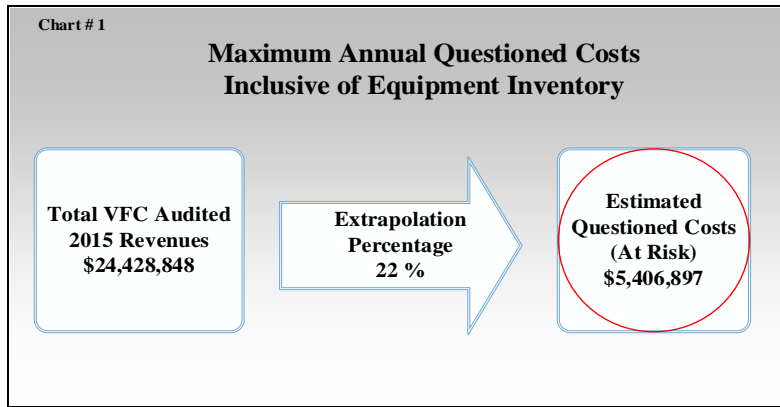 Chart # 1
Maximum Annual Questioned Costs
Inclusive of Equipment Inventory
Total VFC Audited
2015 Revenues
$24,428,848
Extrapolation
Percentage
22 %
Estimated
Questioned Costs
(At Risk)
$5,406,897